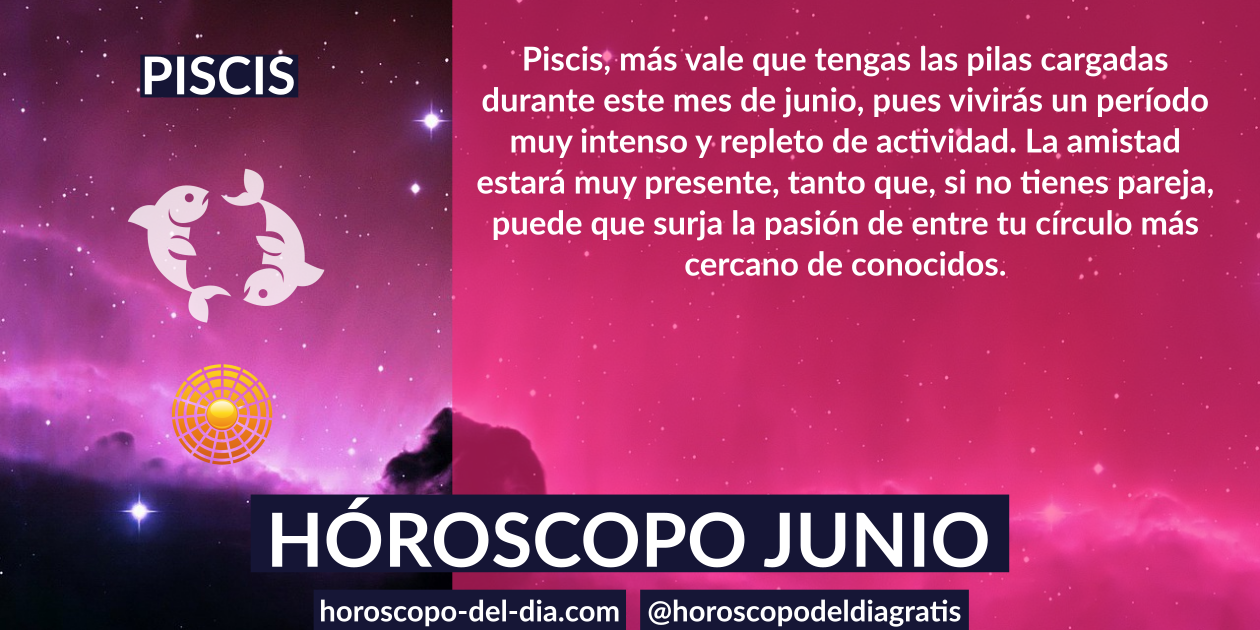 PISCIS
Piscis, más vale que tengas las pilas cargadas
durante este mes de junio, pues vivirás un período
muy intenso y repleto de actividad. La amistad
estará muy presente, tanto que, si no tienes pareja,
puede que surja la pasión de entre tu círculo más
cercano de conocidos.
HÓROSCOPO JUNIO
horoscopo-del-dia.com
@horoscopodeldiagratis